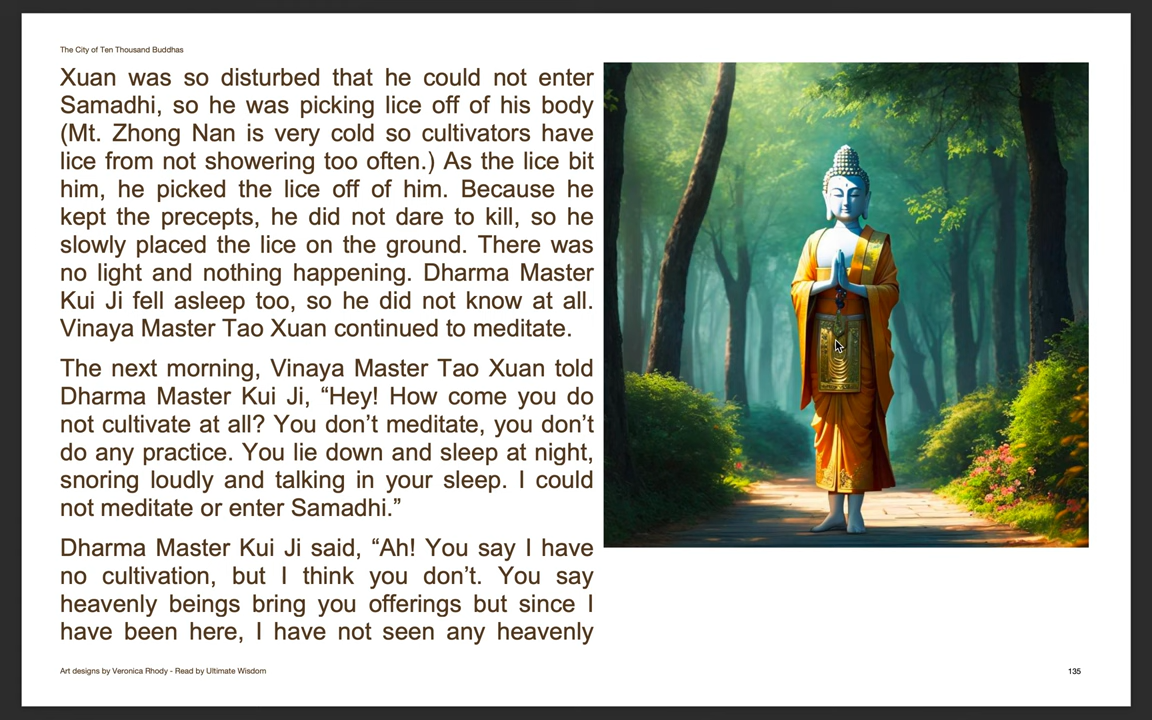 The City of Ten Thousand Buddhas
Xuan was so disturbed that he could not enter
Samadhi, so he was picking lice off of his body
(Mt. Zhong Nan is very cold so cultivators have
lice from not showering too often.) As the lice bit
him, he picked the lice off of him. Because he
kept the precepts, he did not dare to kill, so he
slowly placed the lice on the ground. There was
no light and nothing happening. Dharma Master
Kui Ji fell asleep too, so he did not know at all.
Vinaya Master Tao Xuan continued to meditate.
The next morning, Vinaya Master Tao Xuan told
Dharma Master Kui Ji, “Hey! How come you do
not cultivate at all? You don’t meditate, you don’t
do any practice. You lie down and sleep at night,
snoring loudly and talking in your sleep. I could
not meditate or enter Samadhi.”
Dharma Master Kui Ji said, “Ah! You say I have
no cultivation, but I think you don’t. You say
heavenly beings bring you offerings but since I
have been here, I have not seen any heavenly
Art designs by Veronica Rhody - Read by Ultimate Wisdom
135